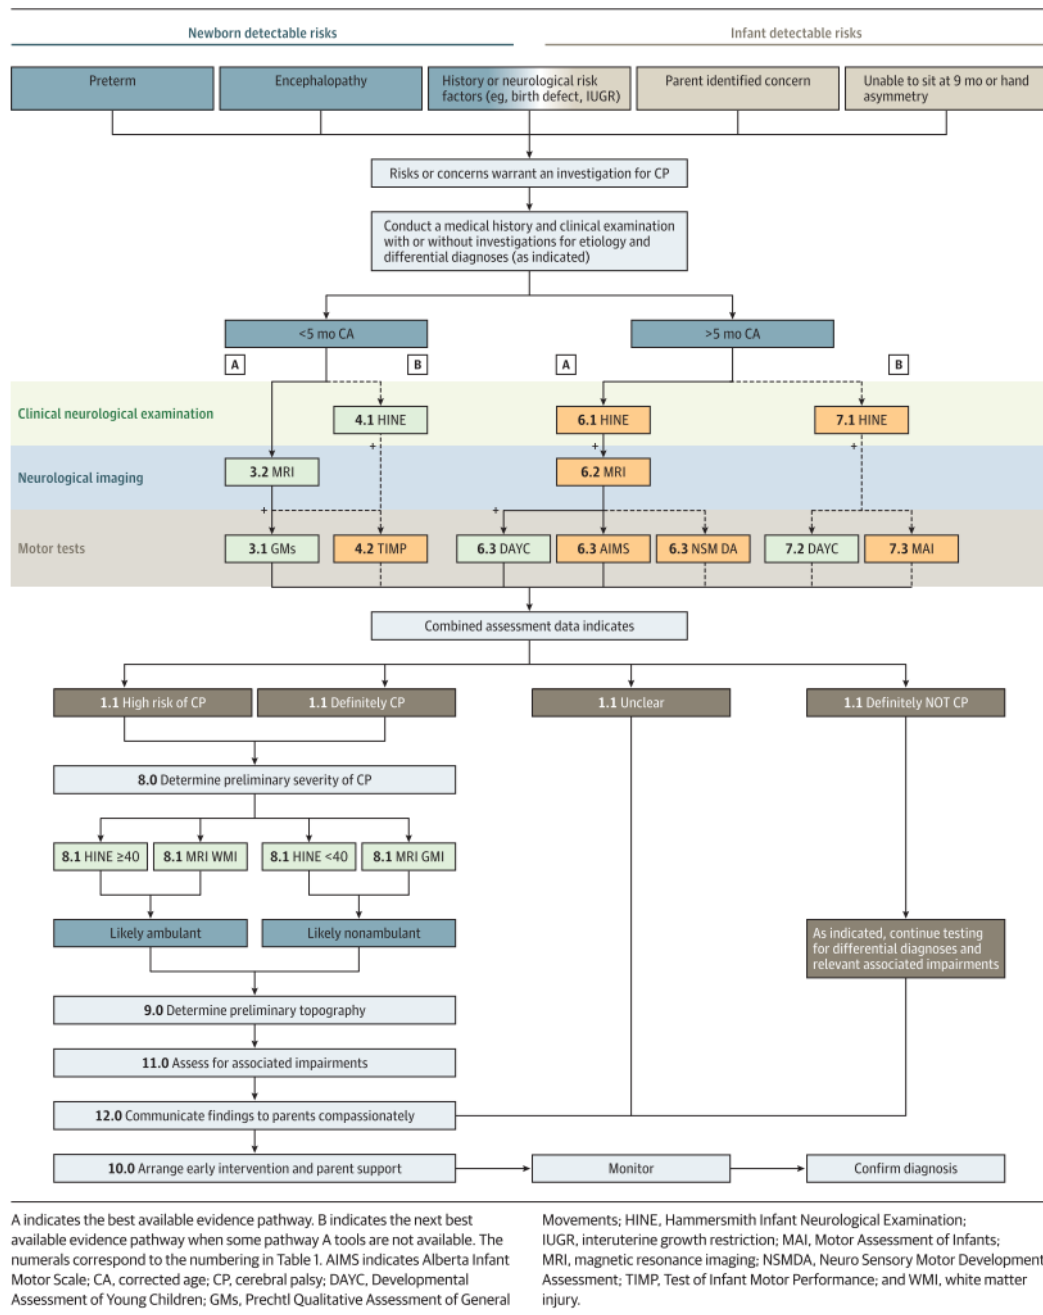 Newborn detectable risks
Infant detectable risks
Preterm
Encephalopathy
History or neurological risk
factors (eg, birth defect, IUGR)
Parent identified concern
Unable to sit at 9 mo or hand
asymmetry
Risks or concerns warrant an investigation for CP
Conduct a medical history and clinical examination
with or without investigations for etiology and
differential diagnoses (as indicated)
<5 mo CA
>5 mo CA
A
B
A
B
Clinical neurological examination
4.1 HINE
6.1 HINE
7.1 HINE
+
+
+
Neurological imaging
3.2 MRI
6.2 MRI
+
+
Motor tests
3.1 GMs
4.2 TIMP
6.3 DAYC
6.3 AIMS
6.3 NSM DA
7.2 DAYC
7.3 MAI
Combined assessment data indicates
1.1 High risk of CP
1.1 Definitely CP
1.1 Unclear
1.1 Definitely NOT CP
8.0 Determine preliminary severity of CP
8.1 HINE ≥40
8.1 MRI WMI
8.1 HINE <40
8.1 MRI GMI
Likely ambulant
Likely nonambulant
As indicated, continue testing
for differential diagnoses and
relevant associated impairments
9.0 Determine preliminary topography
11.0 Assess for associated impairments
12.0 Communicate findings to parents compassionately
10.0 Arrange early intervention and parent support
Monitor
Confirm diagnosis
A indicates the best available evidence pathway. B indicates the next best
available evidence pathway when some pathway A tools are not available. The
numerals correspond to the numbering in Table 1. AIMS indicates Alberta Infant
Motor Scale; CA, corrected age; CP, cerebral palsy; DAYC, Developmental
Assessment of Young Children; GMs, Prechtl Qualitative Assessment of General
Movements; HINE, Hammersmith Infant Neurological Examination;
IUGR, interuterine growth restriction; MAI, Motor Assessment of Infants;
MRI, magnetic resonance imaging; NSMDA, Neuro Sensory Motor Development
Assessment; TIMP, Test of Infant Motor Performance; and WMI, white matter
injury.